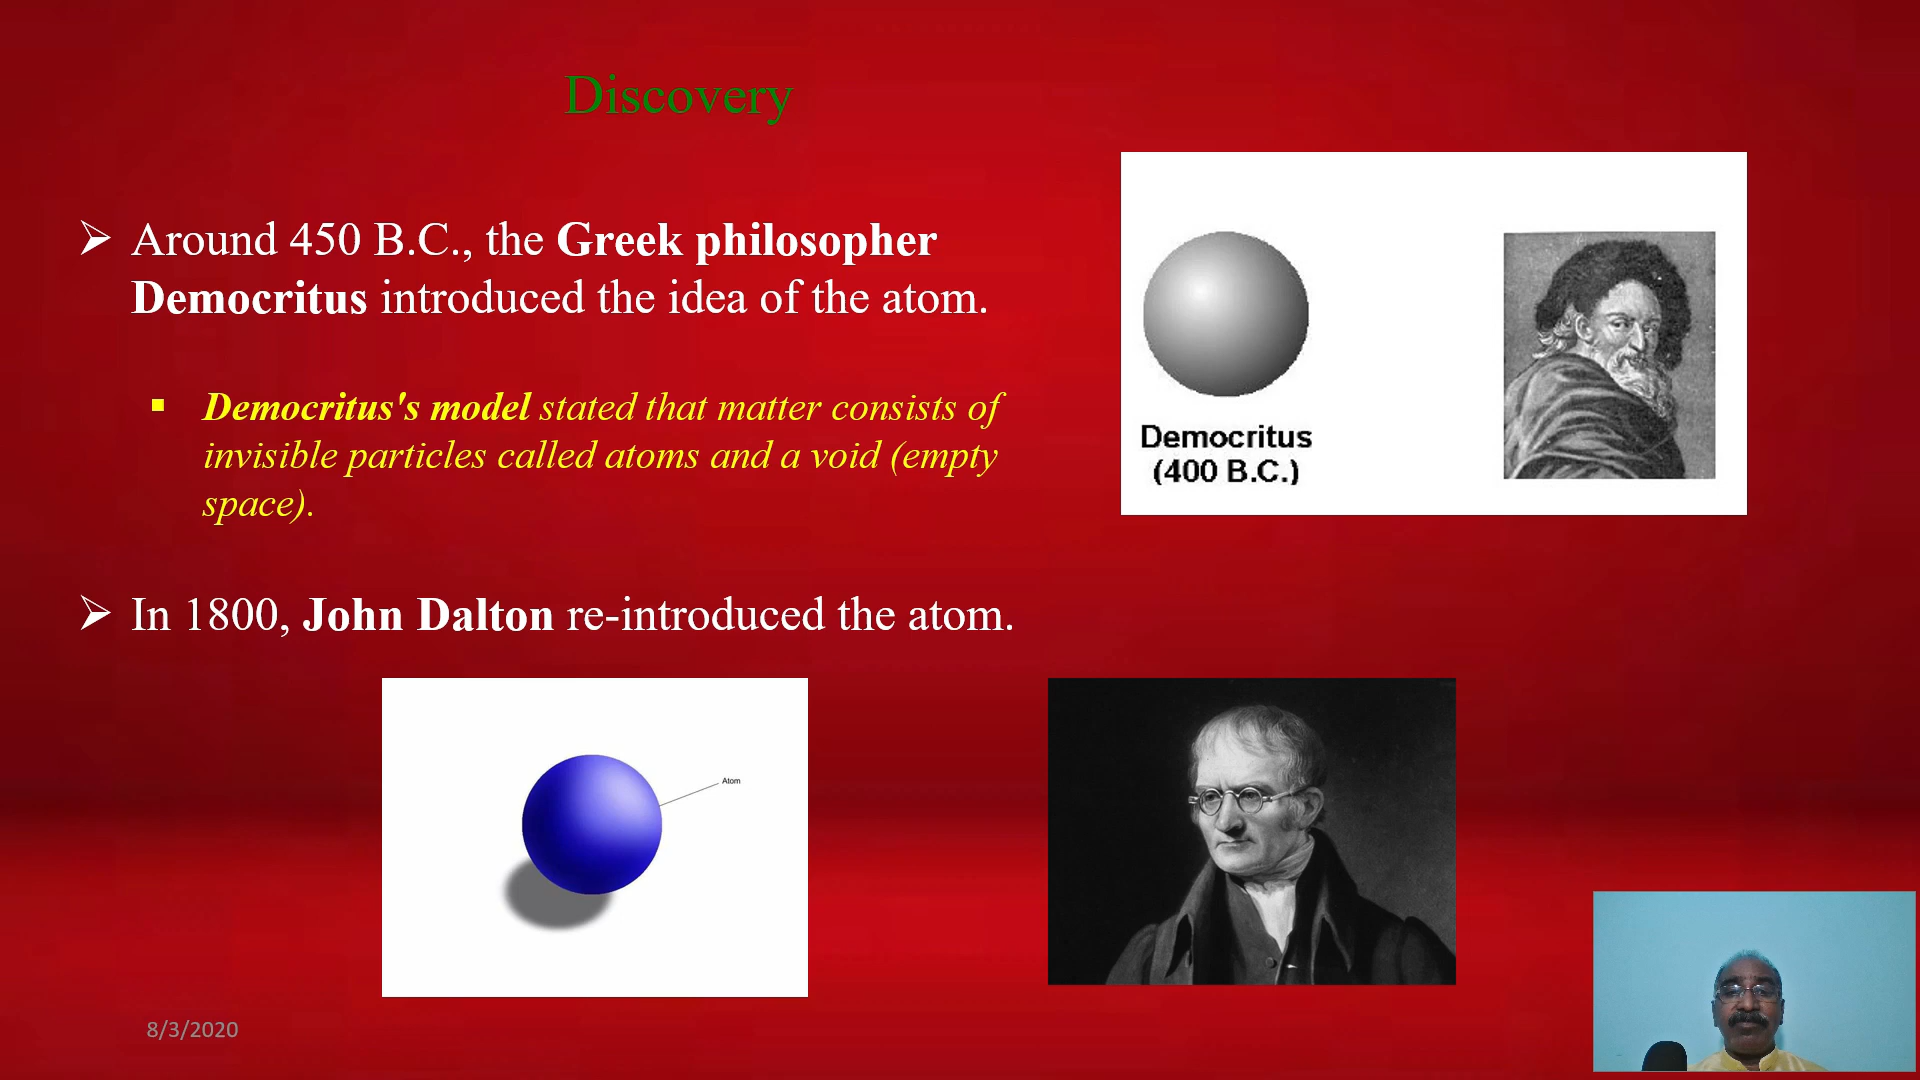 Discovery
Around 450 B.C., the Greek philosopher
Democritus introduced the idea of the atom.
Democritus's model stated that matter consists of
invisible particles called atoms and a void (empty
space).
Democritus
(400 B.C.)
In 1800, John Dalton re-introduced the atom.
Atom
8/3/2020